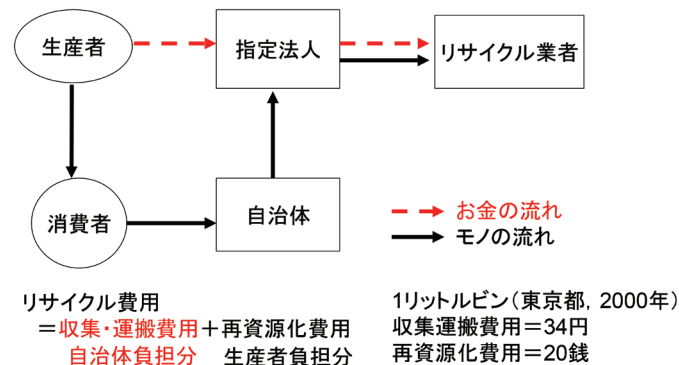 生産者
指定法人
リサイクル業者
消費者
自治体
お金の流れ
モノの流れ
リサイクル費用
＝収集・運搬費用＋再資源化費用
自治体負担分 生産者負担分
1リットルビン（東京都，2000年）
収集運搬費用＝34円
再資源化費用＝20銭